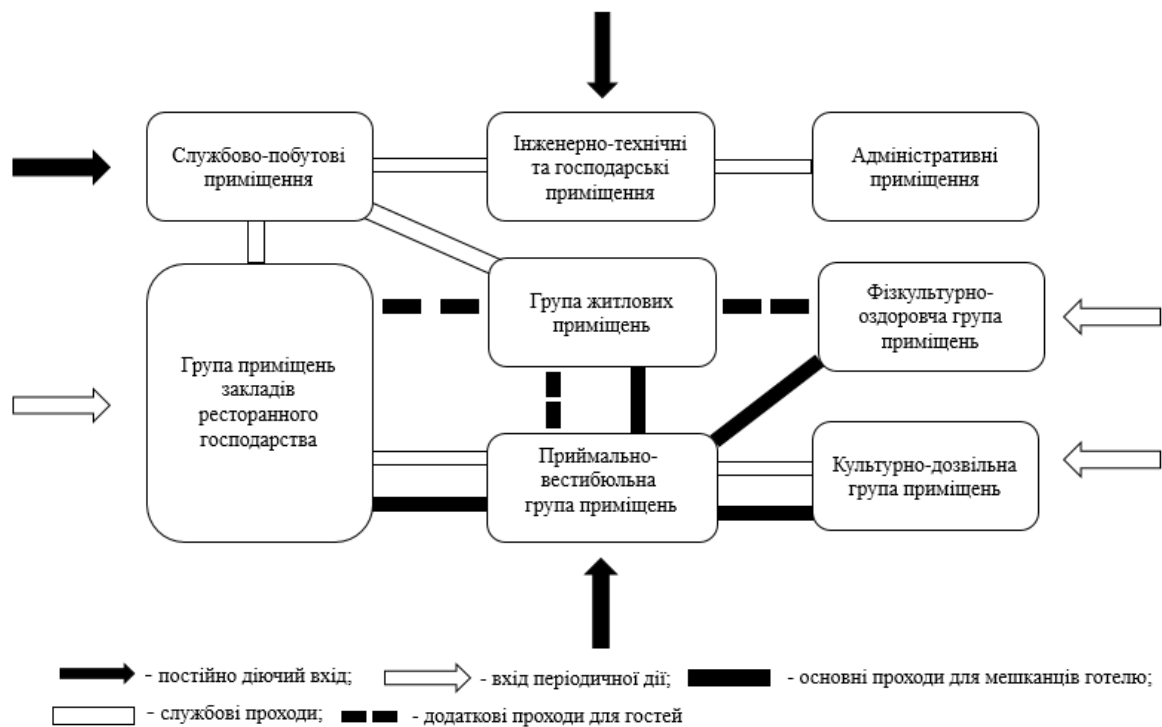 Службово-побутові
приміщення
Інженерно-технічні
та господарські
приміщення
Адміністративні
приміщення
Група житлових
приміщень
Фізкультурно-
оздоровча група
приміщень
Група приміщень
закладів
ресторанного
господарства
Приймально-
вестибюльна
група приміщень
Культурно-дозвільна
група приміщень
- постійно діючий вхід;
- вхід періодичної дії;
- основні проходи для мешканців готелю;
- службові проходи;
- додаткові проходи для гостей